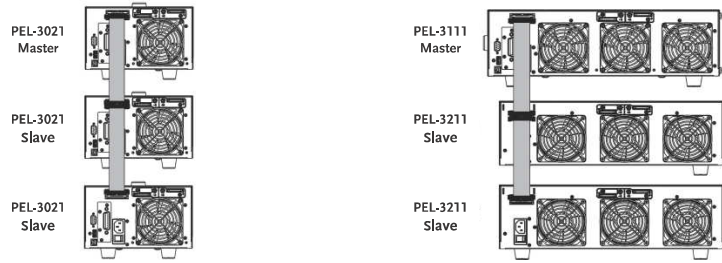 PEL-3021
Master
PEL-3021
Slave
PEL-3021
Slave
PEL-3111
Master
PEL-3211
Slave
PEL-3211
Slave